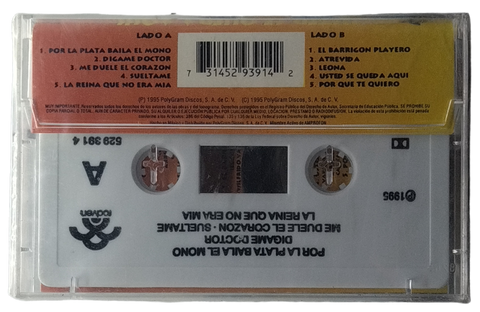 LADO A
1. POR LA PLATA BAILA EL MONO
2. DIGAME DOCTOR
3. ME DUELE EL CORAZON
4. SUELTAME
5. LA REINA QUE NO ERA MIA
7 31452 93914 2
LADO B
1. EL BARRIGON PLAYERO
2. ATREVIDA
3. LEONA
4. USTED SE QUEDA AQUI
5. POR QUE TE QUIERO
(P) 1995 PolyGram Discos, S. A. de C. V. (C) 1995 PolyGram Discos, S. A. de C. V.
529 391 4
A
℗1995
Rodven
POR LA PLATA BAILA EL MONO
DIGAME DOCTOR
ME DUELE EL CORAZON - SUELTAME
LA REINA QUE NO ERA MIA